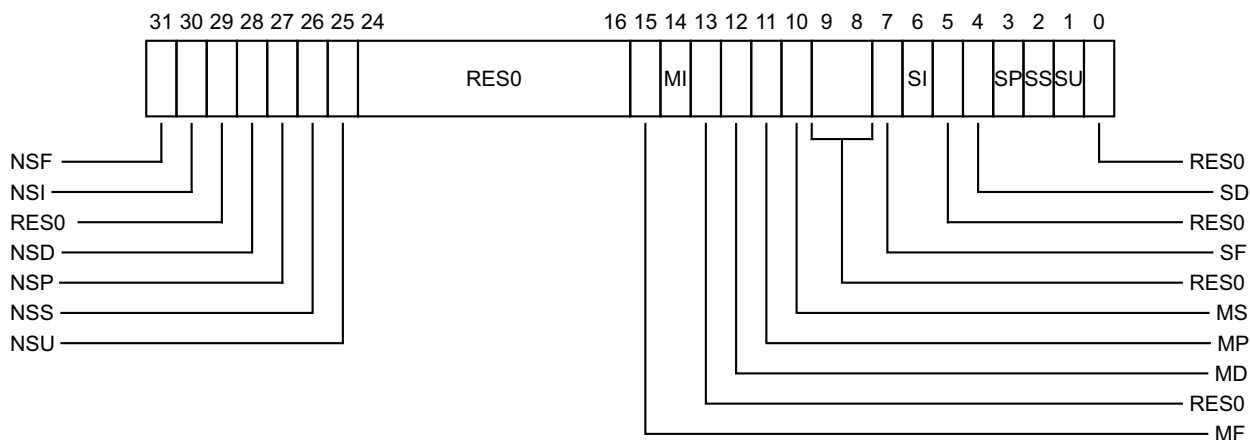 31 30 29 28 27 26 25 24 16 15 14 13 12 11 10 9 8 7 6 5 4 3 2 1 0
RES0 MI SI SP SS SU
NSF RES0
NSI SD
RES0 RES0
NSD SF
NSP RES0
NSS MS
NSU MP
MD
RES0
MF